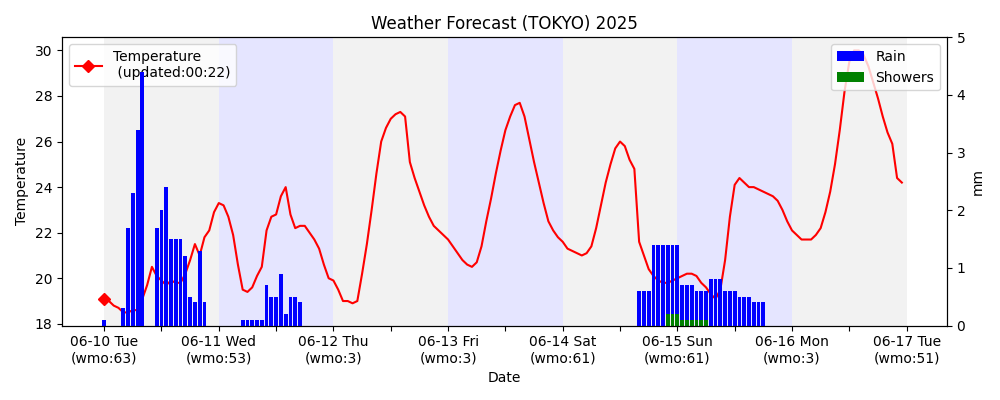 Weather Forecast (TOKYO) 2025
Temperature
(updated:00:22)
Rain
Showers
30
28
26
24
22
20
18
Temperature
5
4
3
2
1
0
mm
06-10 Tue 06-11 Wed 06-12 Thu 06-13 Fri 06-14 Sat 06-15 Sun 06-16 Mon 06-17 Tue
(wmo:63) (wmo:53) (wmo:3) (wmo:3) (wmo:61) (wmo:61) (wmo:3) (wmo:51)
Date